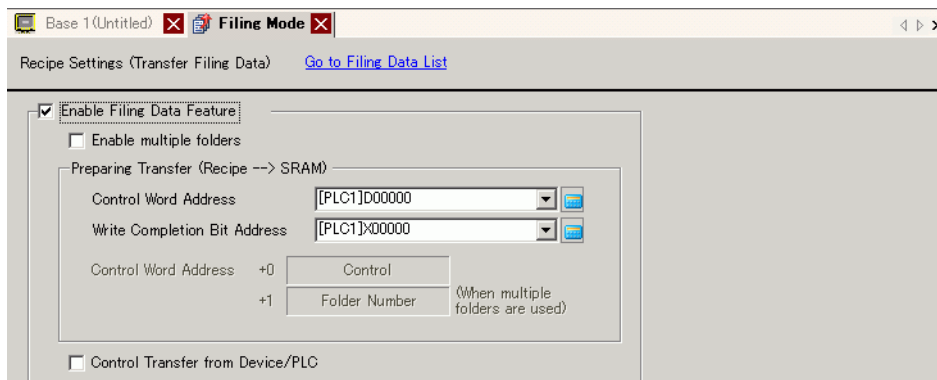 Base 1(Untitled) Filing Mode
Recipe Settings (Transfer Filing Data) Go to Filing Data List
Enable Filing Data Feature
Enable multiple folders
Preparing Transfer (Recipe --> SRAM)
Control Word Address [PLC1]D00000
Write Completion Bit Address [PLC1]X00000
Control Word Address +0 Control
+1 Folder Number (When multiple
folders are used)
Control Transfer from Device/PLC